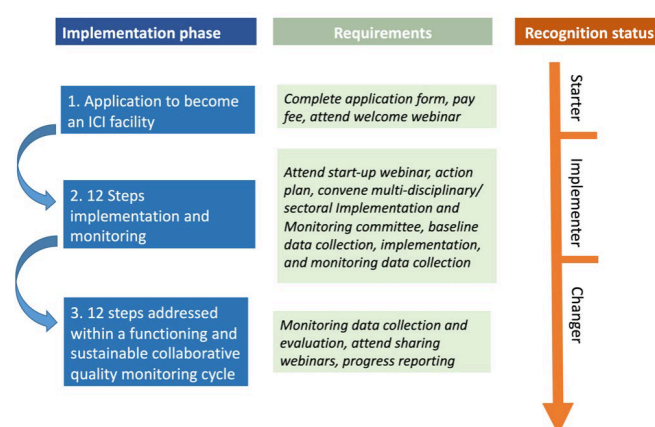 Implementation phase
Requirements
Recognition status
1. Application to become
an ICI facility
Complete application form, pay
fee, attend welcome webinar
Starter
2. 12 Steps
implementation and
monitoring
Attend start-up webinar, action
plan, convene multi-disciplinary/
sectoral Implementation and
Monitoring committee, baseline
data collection, implementation,
and monitoring data collection
Implementer
3. 12 steps addressed
within a functioning and
sustainable collaborative
quality monitoring cycle
Monitoring data collection and
evaluation, attend sharing
webinars, progress reporting
Changer